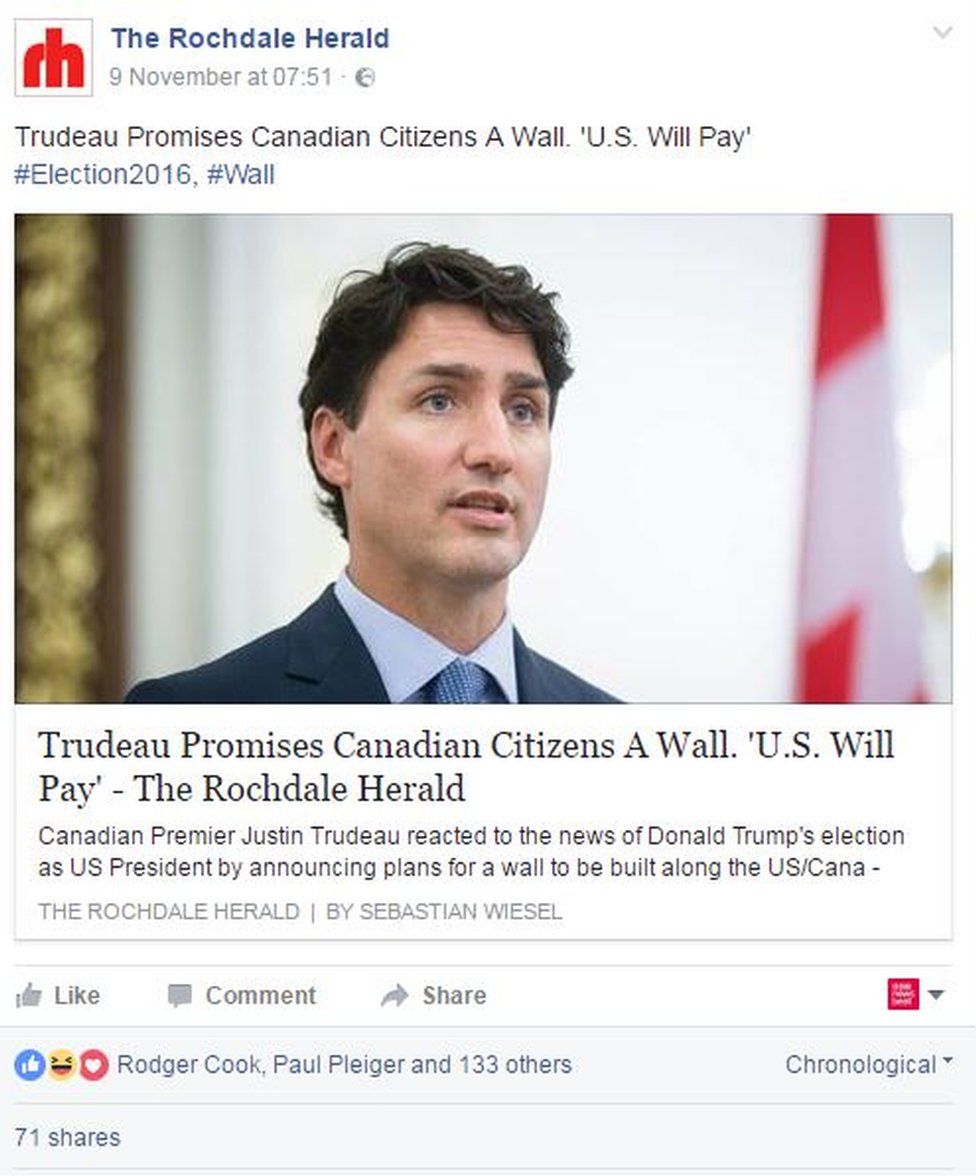 rh
The Rochdale Herald
9 November at 07:51 ·
Trudeau Promises Canadian Citizens A Wall. 'U.S. Will Pay'
#Election2016, #Wall
Trudeau Promises Canadian Citizens A Wall. 'U.S. Will
Pay' - The Rochdale Herald
Canadian Premier Justin Trudeau reacted to the news of Donald Trump's election
as US President by announcing plans for a wall to be built along the US/Cana -
THE ROCHDALE HERALD | BY SEBASTIAN WIESEL
Like Comment Share
Rodger Cook, Paul Pleiger and 133 others Chronological
71 shares